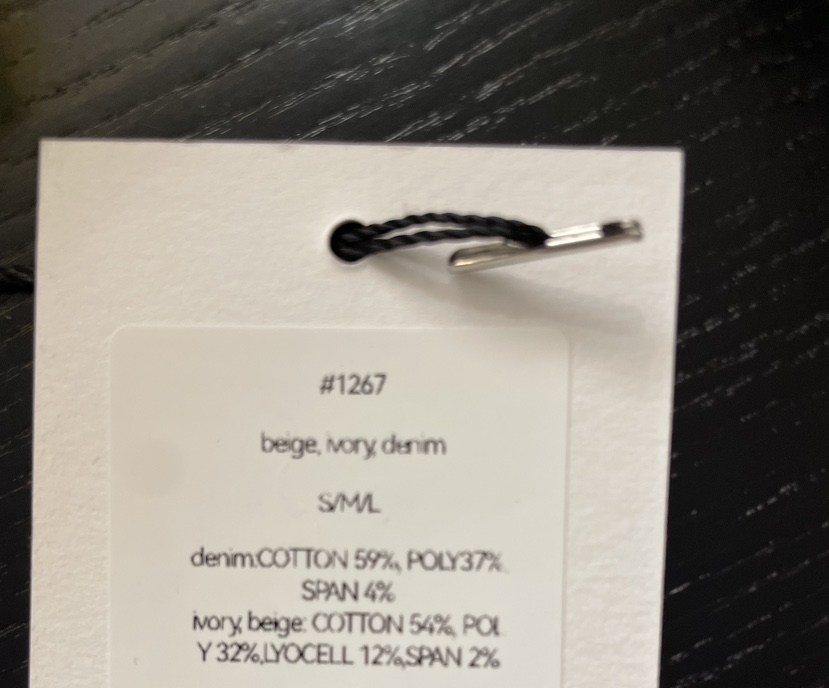 #1267
beige, ivory, denim
S/M/L
denim:COTTON 59%, POLY37%
SPAN 4%
ivory, beige: COTTON 54%, POL
Y 32%,LYOCELL 12%,SPAN 2%